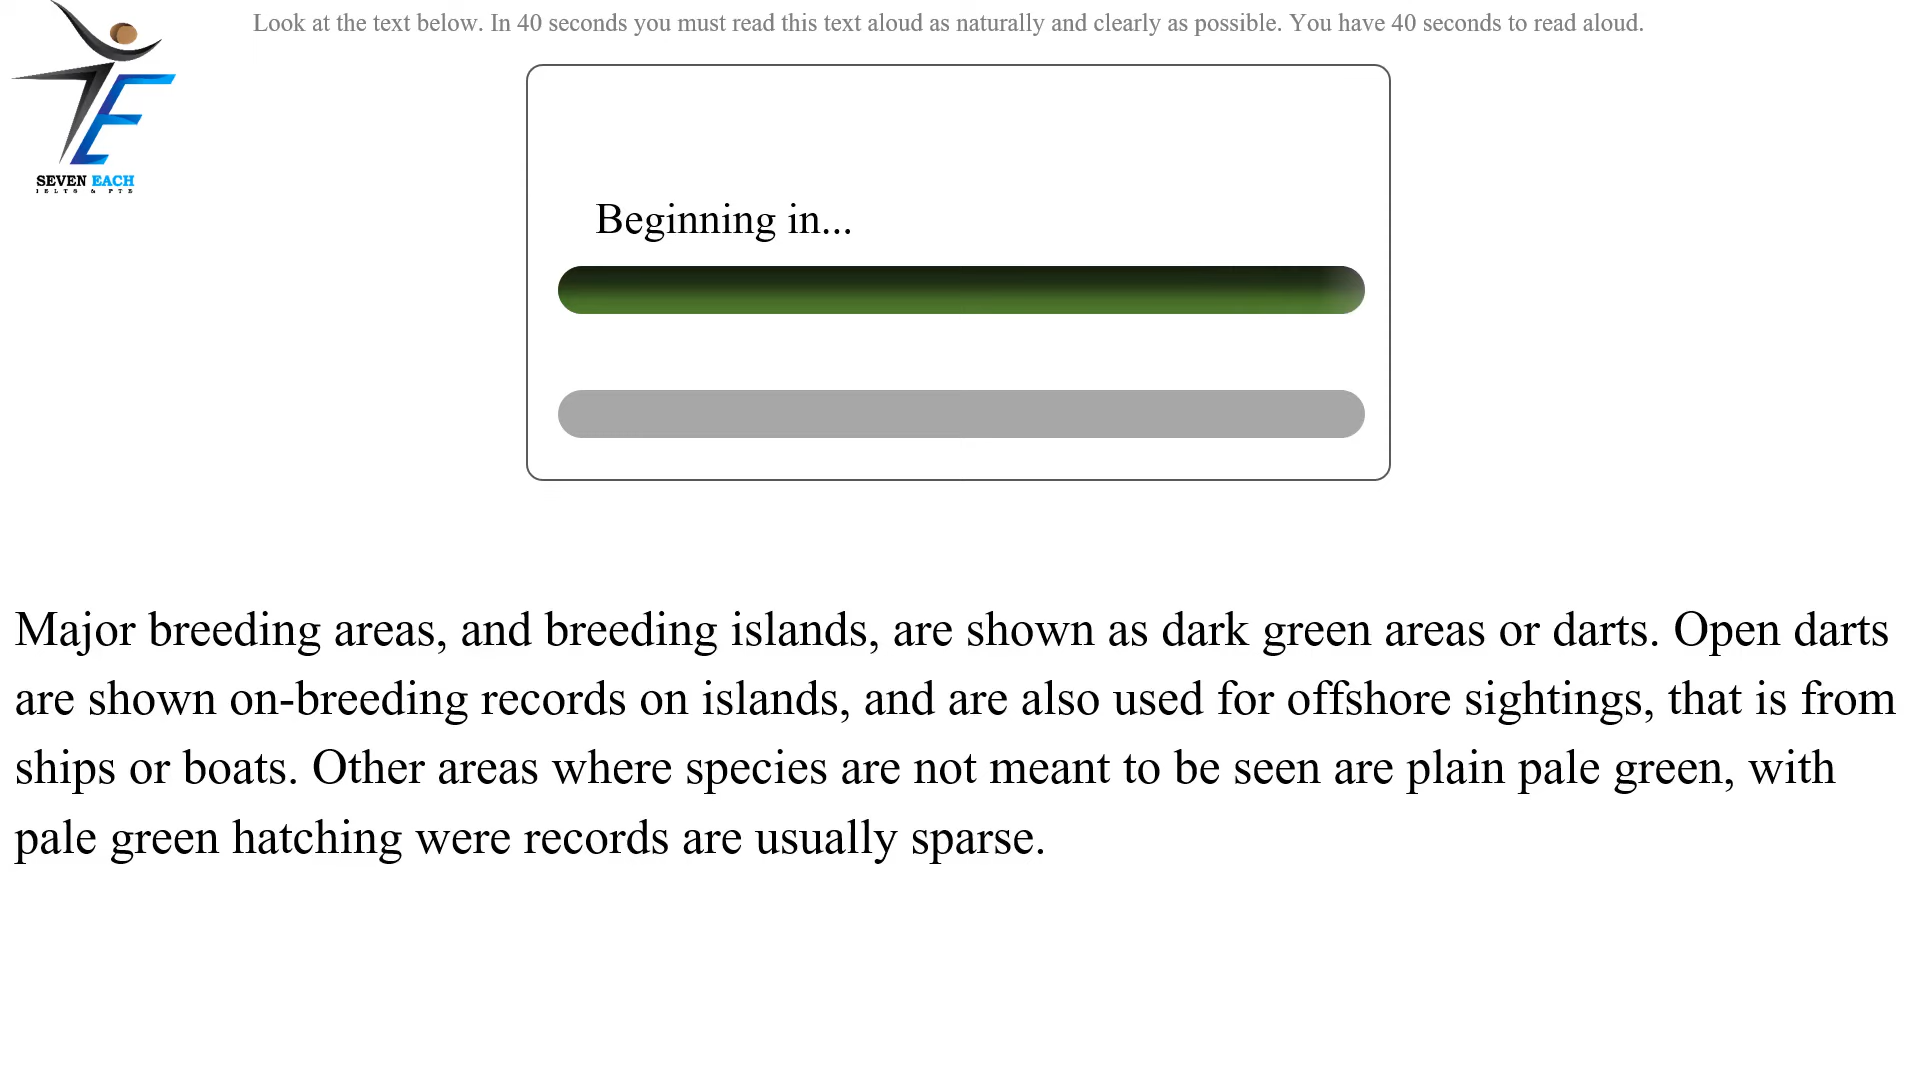 Look at the text below. In 40 seconds you must read this text aloud as naturally and clearly as possible. You have 40 seconds to read aloud.
SEVEN EACH
IELTS & PTE
Beginning in...
Major breeding areas, and breeding islands, are shown as dark green areas or darts. Open darts
are shown on-breeding records on islands, and are also used for offshore sightings, that is from
ships or boats. Other areas where species are not meant to be seen are plain pale green, with
pale green hatching were records are usually sparse.